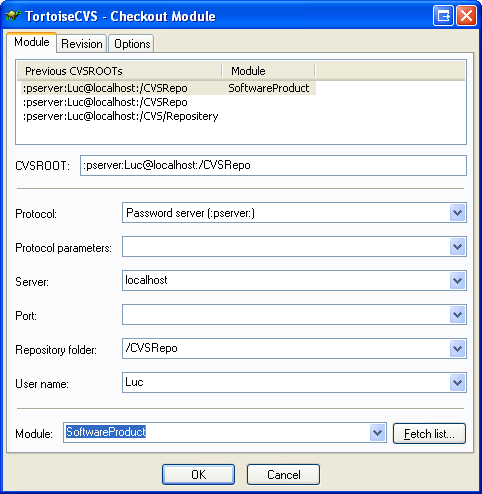 TortoiseCVS - Checkout Module
Module Revision Options
Previous CVSROOTs Module
:pserver:Luc@localhost:/CVSRepo SoftwareProduct
:pserver:Luc@localhost:/CVSRepo
:pserver:Luc@localhost:/CVS/Repositery
CVSROOT: :pserver:Luc@localhost:/CVSRepo
Protocol: Password server (:pserver:)
Protocol parameters:
Server: localhost
Port:
Repository folder: /CVSRepo
User name: Luc
Module: SoftwareProduct Fetch list...
OK Cancel